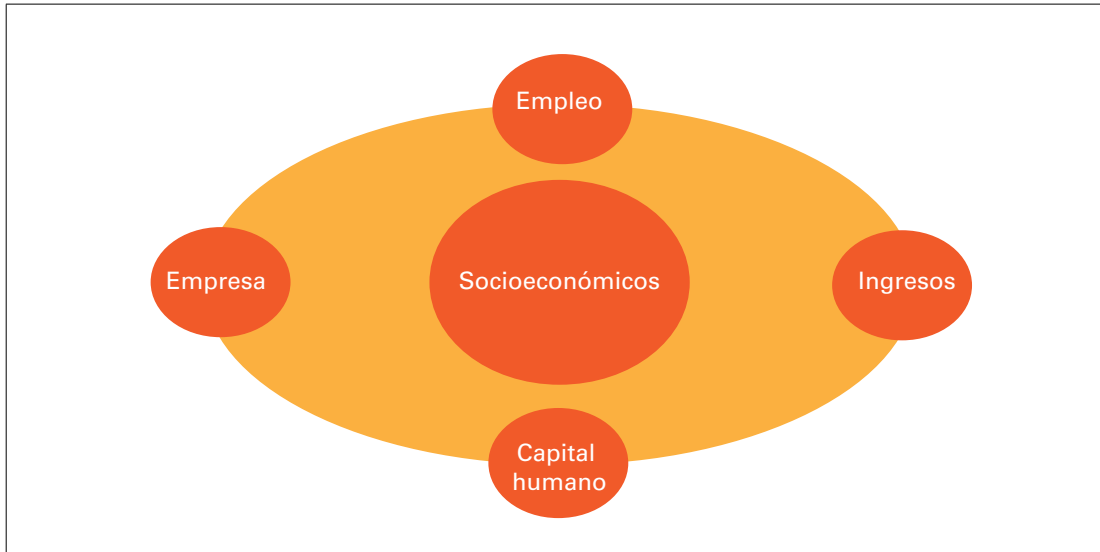 Empleo
Empresa
Socioeconómicos
Ingresos
Capital
humano